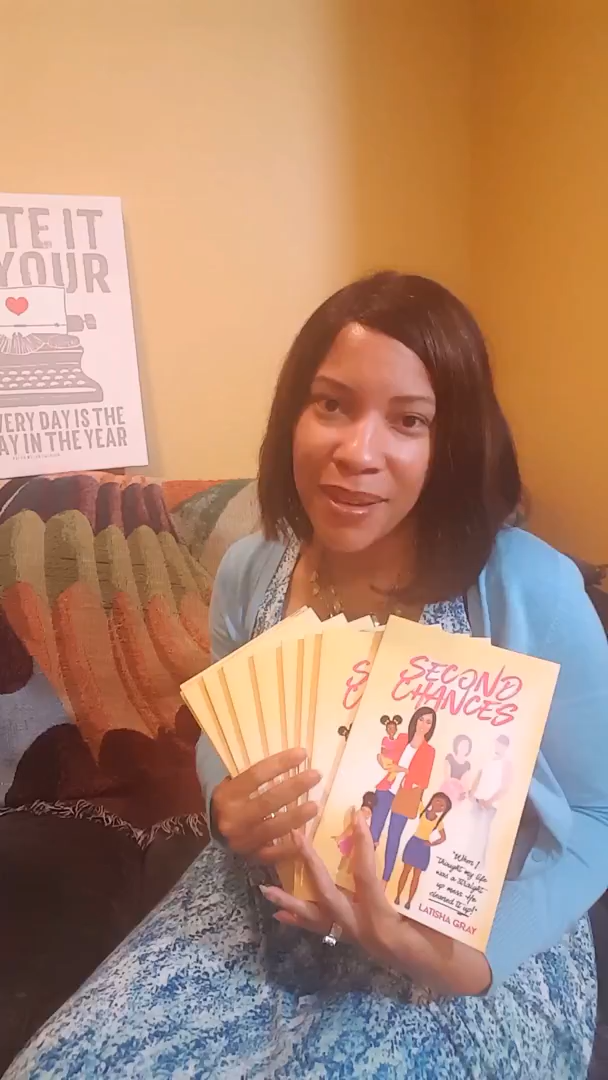 TE IT
YOUR
VERY DAY IS THE
AY IN THE YEAR
SECOND
CHANCES
"When I
thought my life
was a straight
up mess He
cleaned it up!"
LATISHA GRAY
S
C